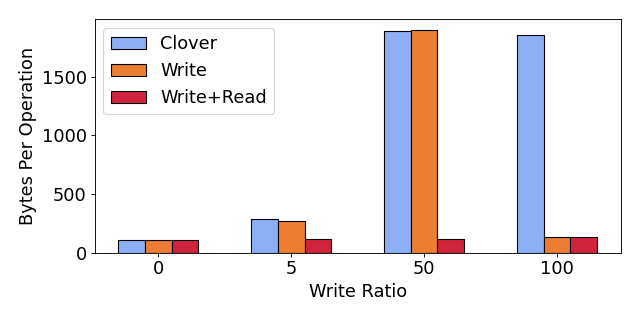 Clover
Write
Write+Read
Bytes Per Operation
1500
1000
500
0
0 5 50 100
Write Ratio